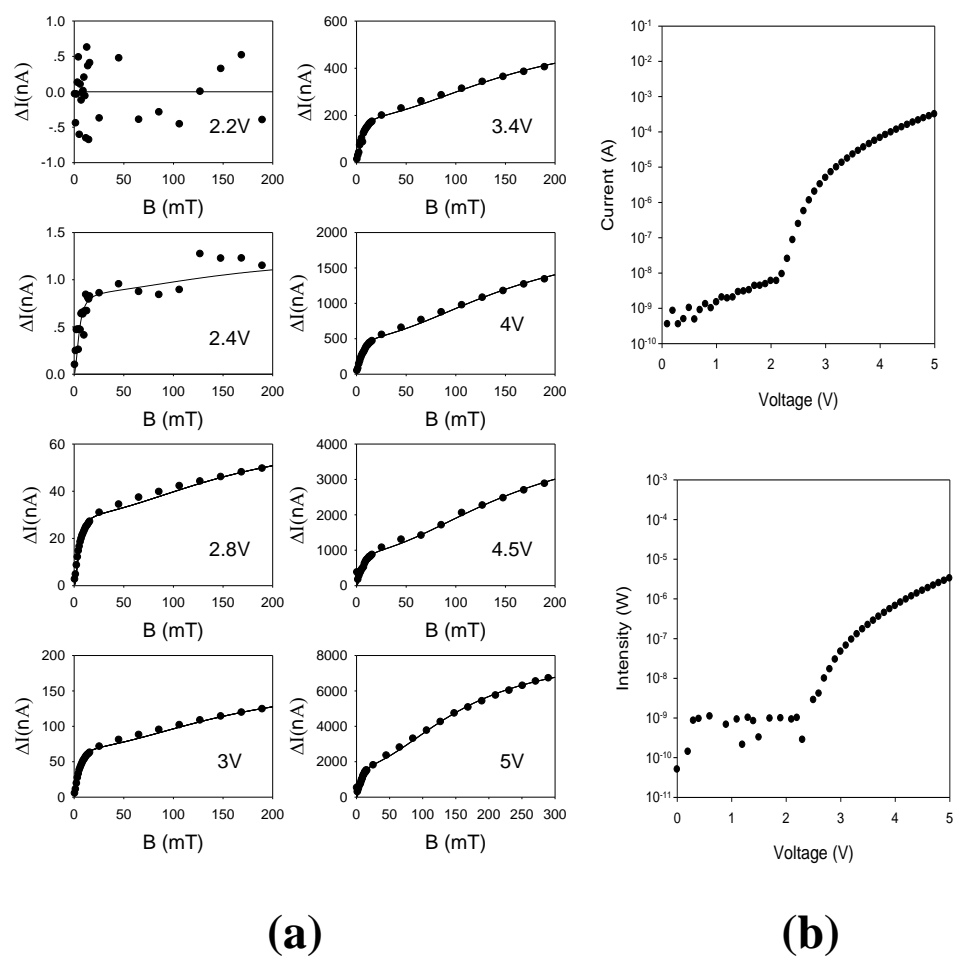 1.0
.5
0.0
-.5
-1.0
ΔI(nA)
2.2V
0 50 100 150 200
B (mT)
600
400
200
0
ΔI(nA)
3.4V
0 50 100 150 200
B (mT)
1.5
1.0
.5
0.0
ΔI(nA)
2.4V
0 50 100 150 200
B (mT)
2000
1500
1000
500
0
ΔI(nA)
4V
0 50 100 150 200
B (mT)
60
40
20
0
ΔI(nA)
2.8V
0 50 100 150 200
B (mT)
4000
3000
2000
1000
0
ΔI(nA)
4.5V
0 50 100 150 200
B (mT)
200
150
100
50
0
ΔI(nA)
3V
0 50 100 150 200
B (mT)
8000
6000
4000
2000
0
ΔI(nA)
5V
0 50 100 150 200 250 300
B (mT)
(a)
10⁻¹
10⁻²
10⁻³
10⁻⁴
10⁻⁵
10⁻⁶
10⁻⁷
10⁻⁸
10⁻⁹
10⁻¹⁰
Current (A)
0 1 2 3 4 5
Voltage (V)
10⁻³
10⁻⁴
10⁻⁵
10⁻⁶
10⁻⁷
10⁻⁸
10⁻⁹
10⁻¹⁰
10⁻¹¹
Intensity (W)
0 1 2 3 4 5
Voltage (V)
(b)